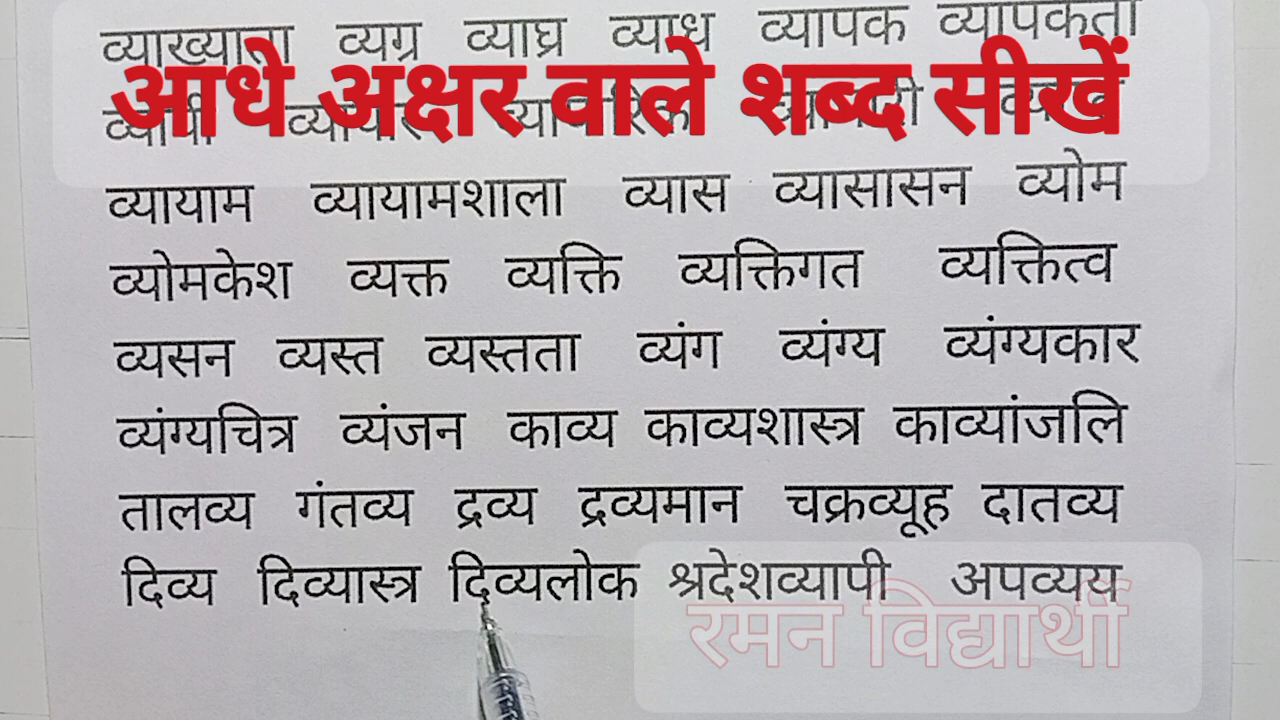 व्याख्याता व्यग्र व्याघ्र व्याध व्यापक व्यापकता
आधे अक्षर वाले शब्द सीखें
व्यापी
व्यायाम व्यायामशाला व्यास व्यासासन व्योम
व्योमकेश व्यक्त व्यक्ति व्यक्तिगत व्यक्तित्व
व्यसन व्यस्त व्यस्तता व्यंग व्यंग्य व्यंग्यकार
व्यंग्यचित्र व्यंजन काव्य काव्यशास्त्र काव्यांजलि
तालव्य गंतव्य द्रव्य द्रव्यमान चक्रव्यूह दातव्य
दिव्य दिव्यास्त्र दिव्यलोक श्रदेशव्यापी अपव्यय
रमन विद्यार्थी